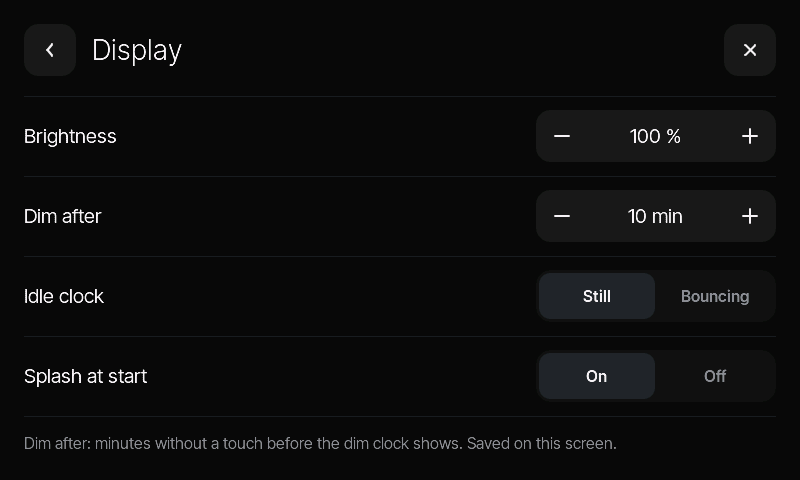 Display
Brightness
100 %
Dim after
10 min
Idle clock
Still Bouncing
Splash at start
On Off
Dim after: minutes without a touch before the dim clock shows. Saved on this screen.